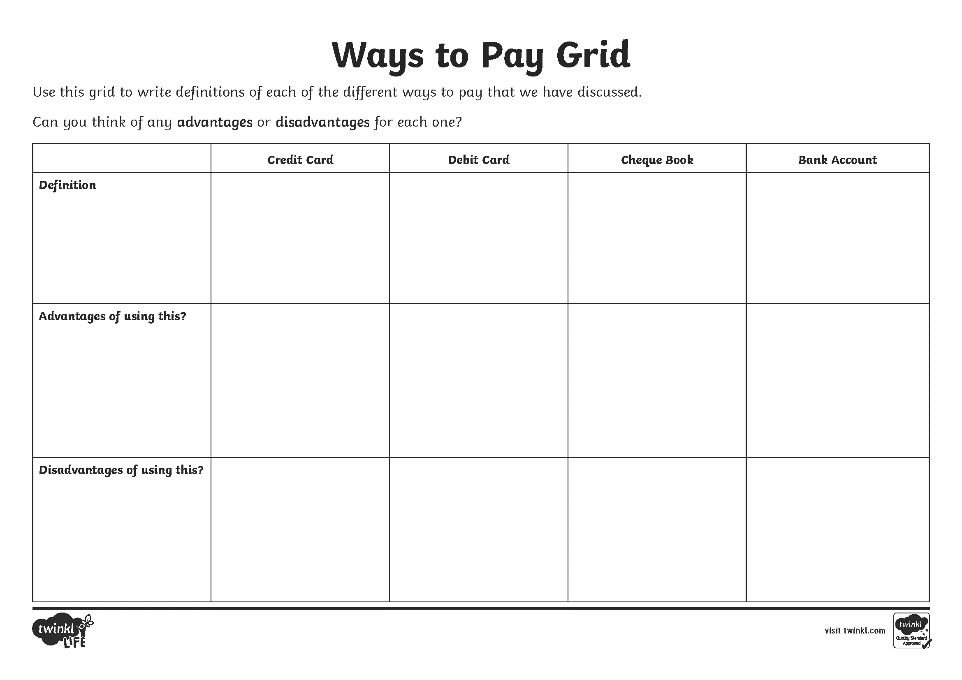 Ways to Pay Grid
Use this grid to write definitions of each of the different ways to pay that we have discussed.
Can you think of any advantages or disadvantages for each one?
Credit Card
Debit Card
Cheque Book
Bank Account
Definition
Advantages of using this?
Disadvantages of using this?
twinkl
LIFE
visit twinkl.com
twinkl
Quality Standard
Approved